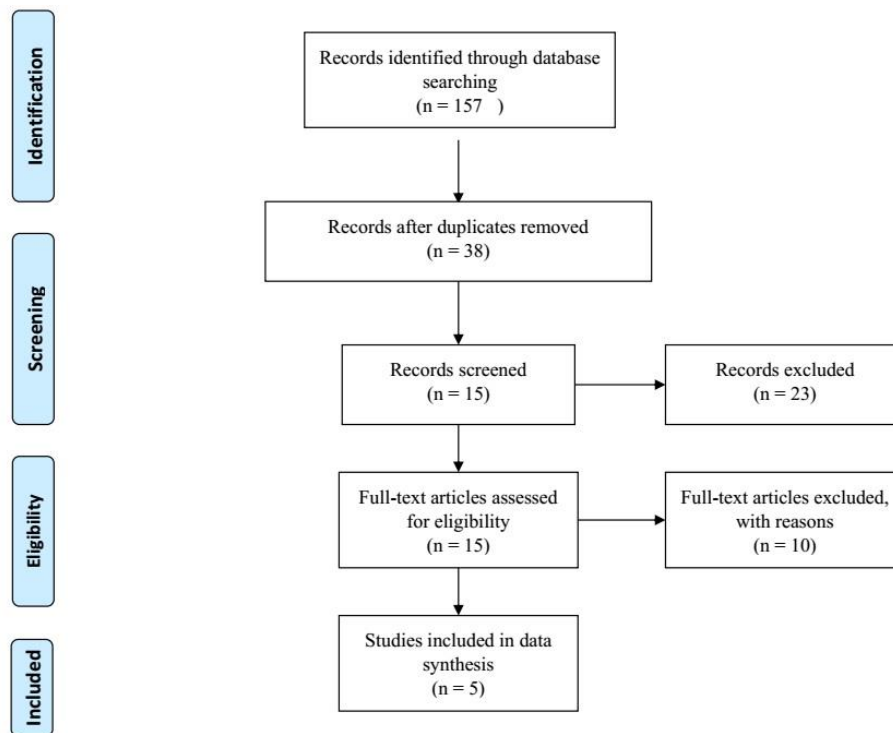 Identification
Records identified through database
searching
(n = 157   )
Records after duplicates removed
(n = 38)
Screening
Records screened
(n = 15)
Records excluded
(n = 23)
Eligibility
Full-text articles assessed
for eligibility
(n = 15)
Full-text articles excluded,
with reasons
(n = 10)
Included
Studies included in data
synthesis
(n = 5)